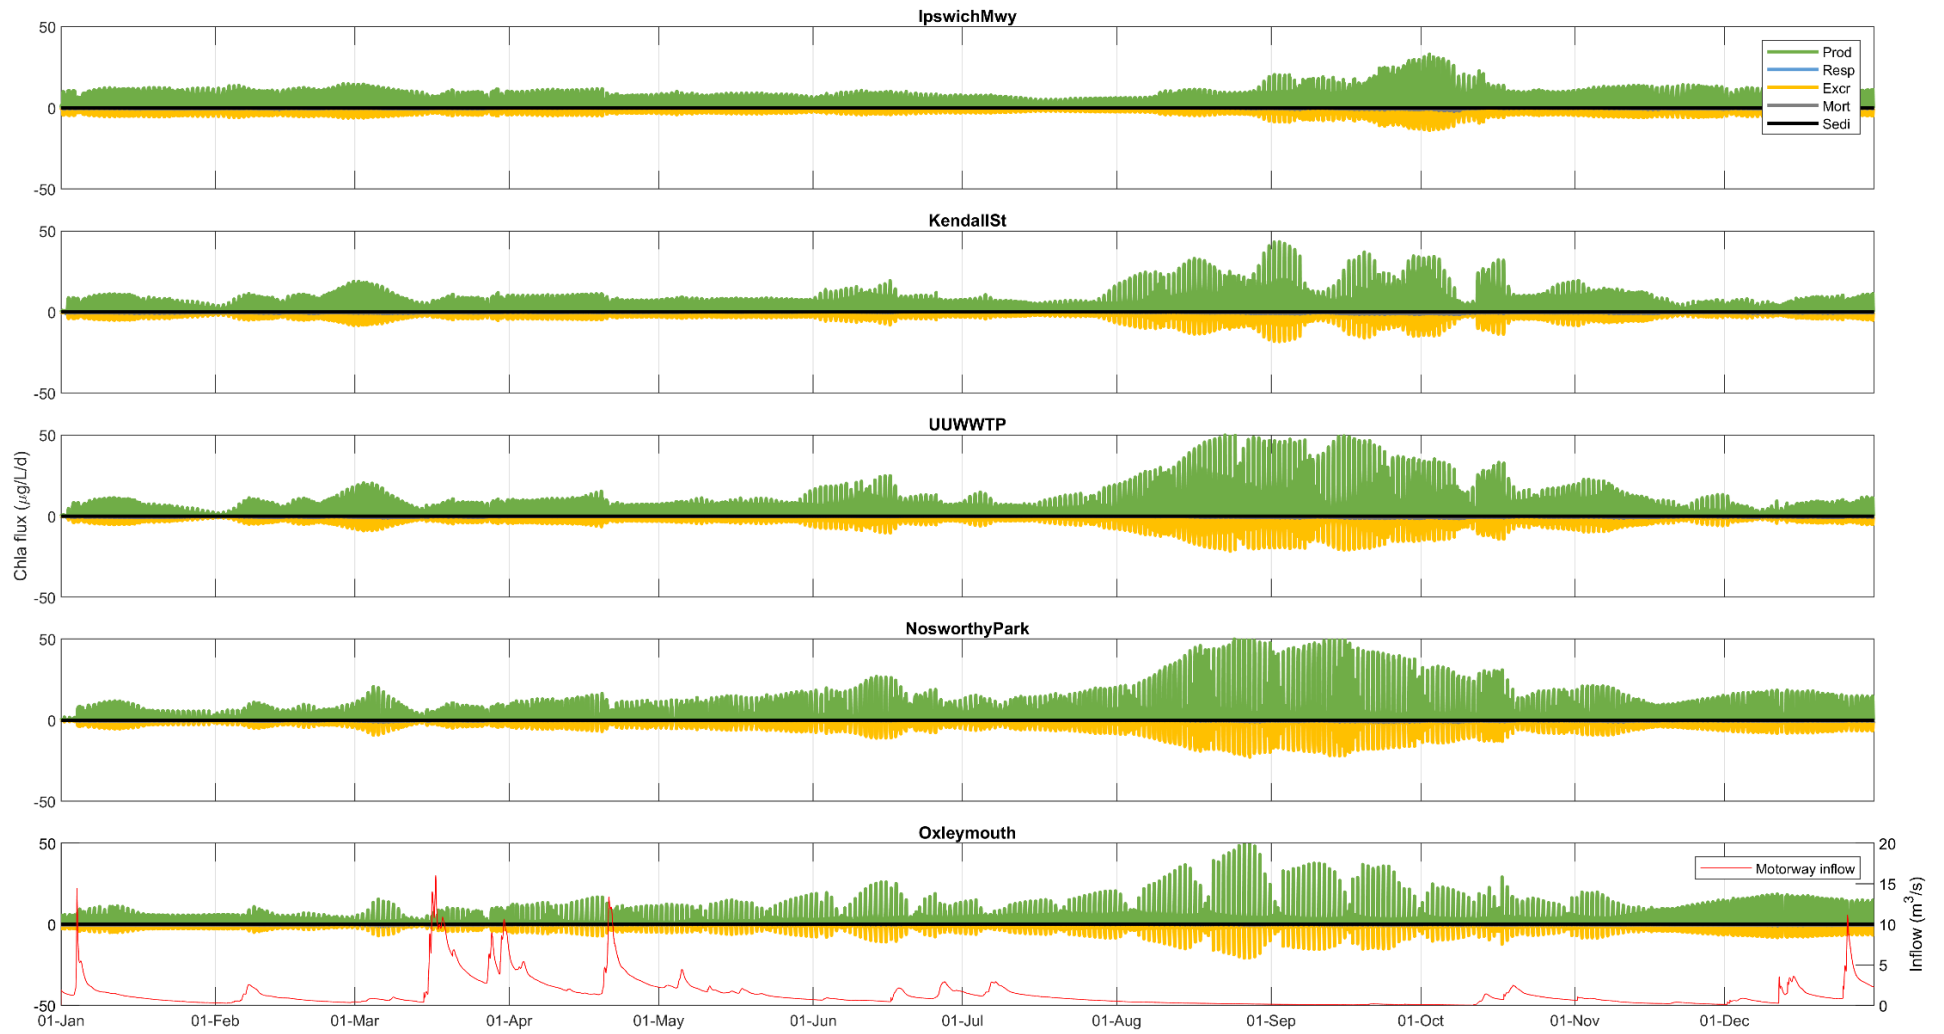 IpswichMwy
50
0
-50
Prod
Resp
Excr
Mort
Sedi
KendallSt
50
0
-50
UUWWTP
50
0
-50
Chla flux (μg/L/d)
NosworthyPark
50
0
-50
Oxleymouth
50
0
-50
Motorway inflow
20
15
10
5
0
Inflow (m³/s)
01-Jan 01-Feb 01-Mar 01-Apr 01-May 01-Jun 01-Jul 01-Aug 01-Sep 01-Oct 01-Nov 01-Dec